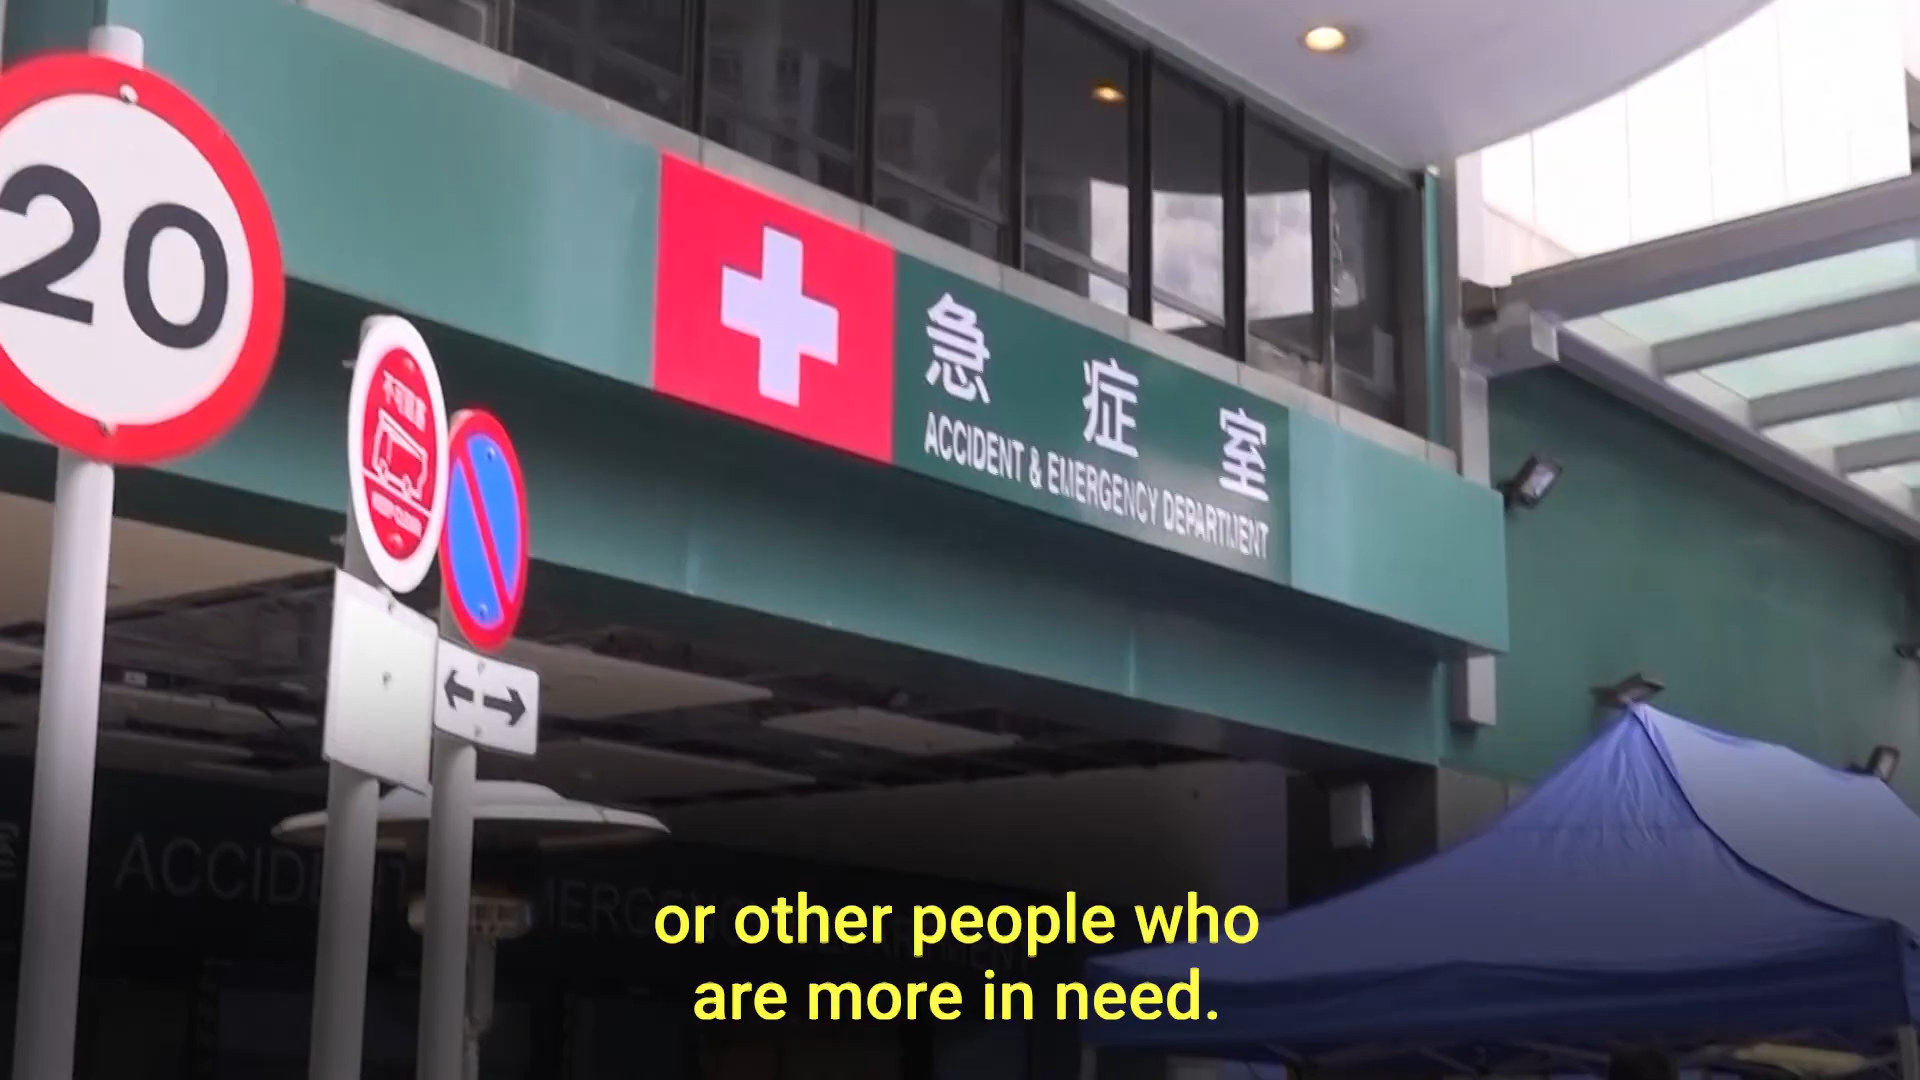 20
急症室
ACCIDENT & EMERGENCY DEPARTMENT
or other people who
are more in need.